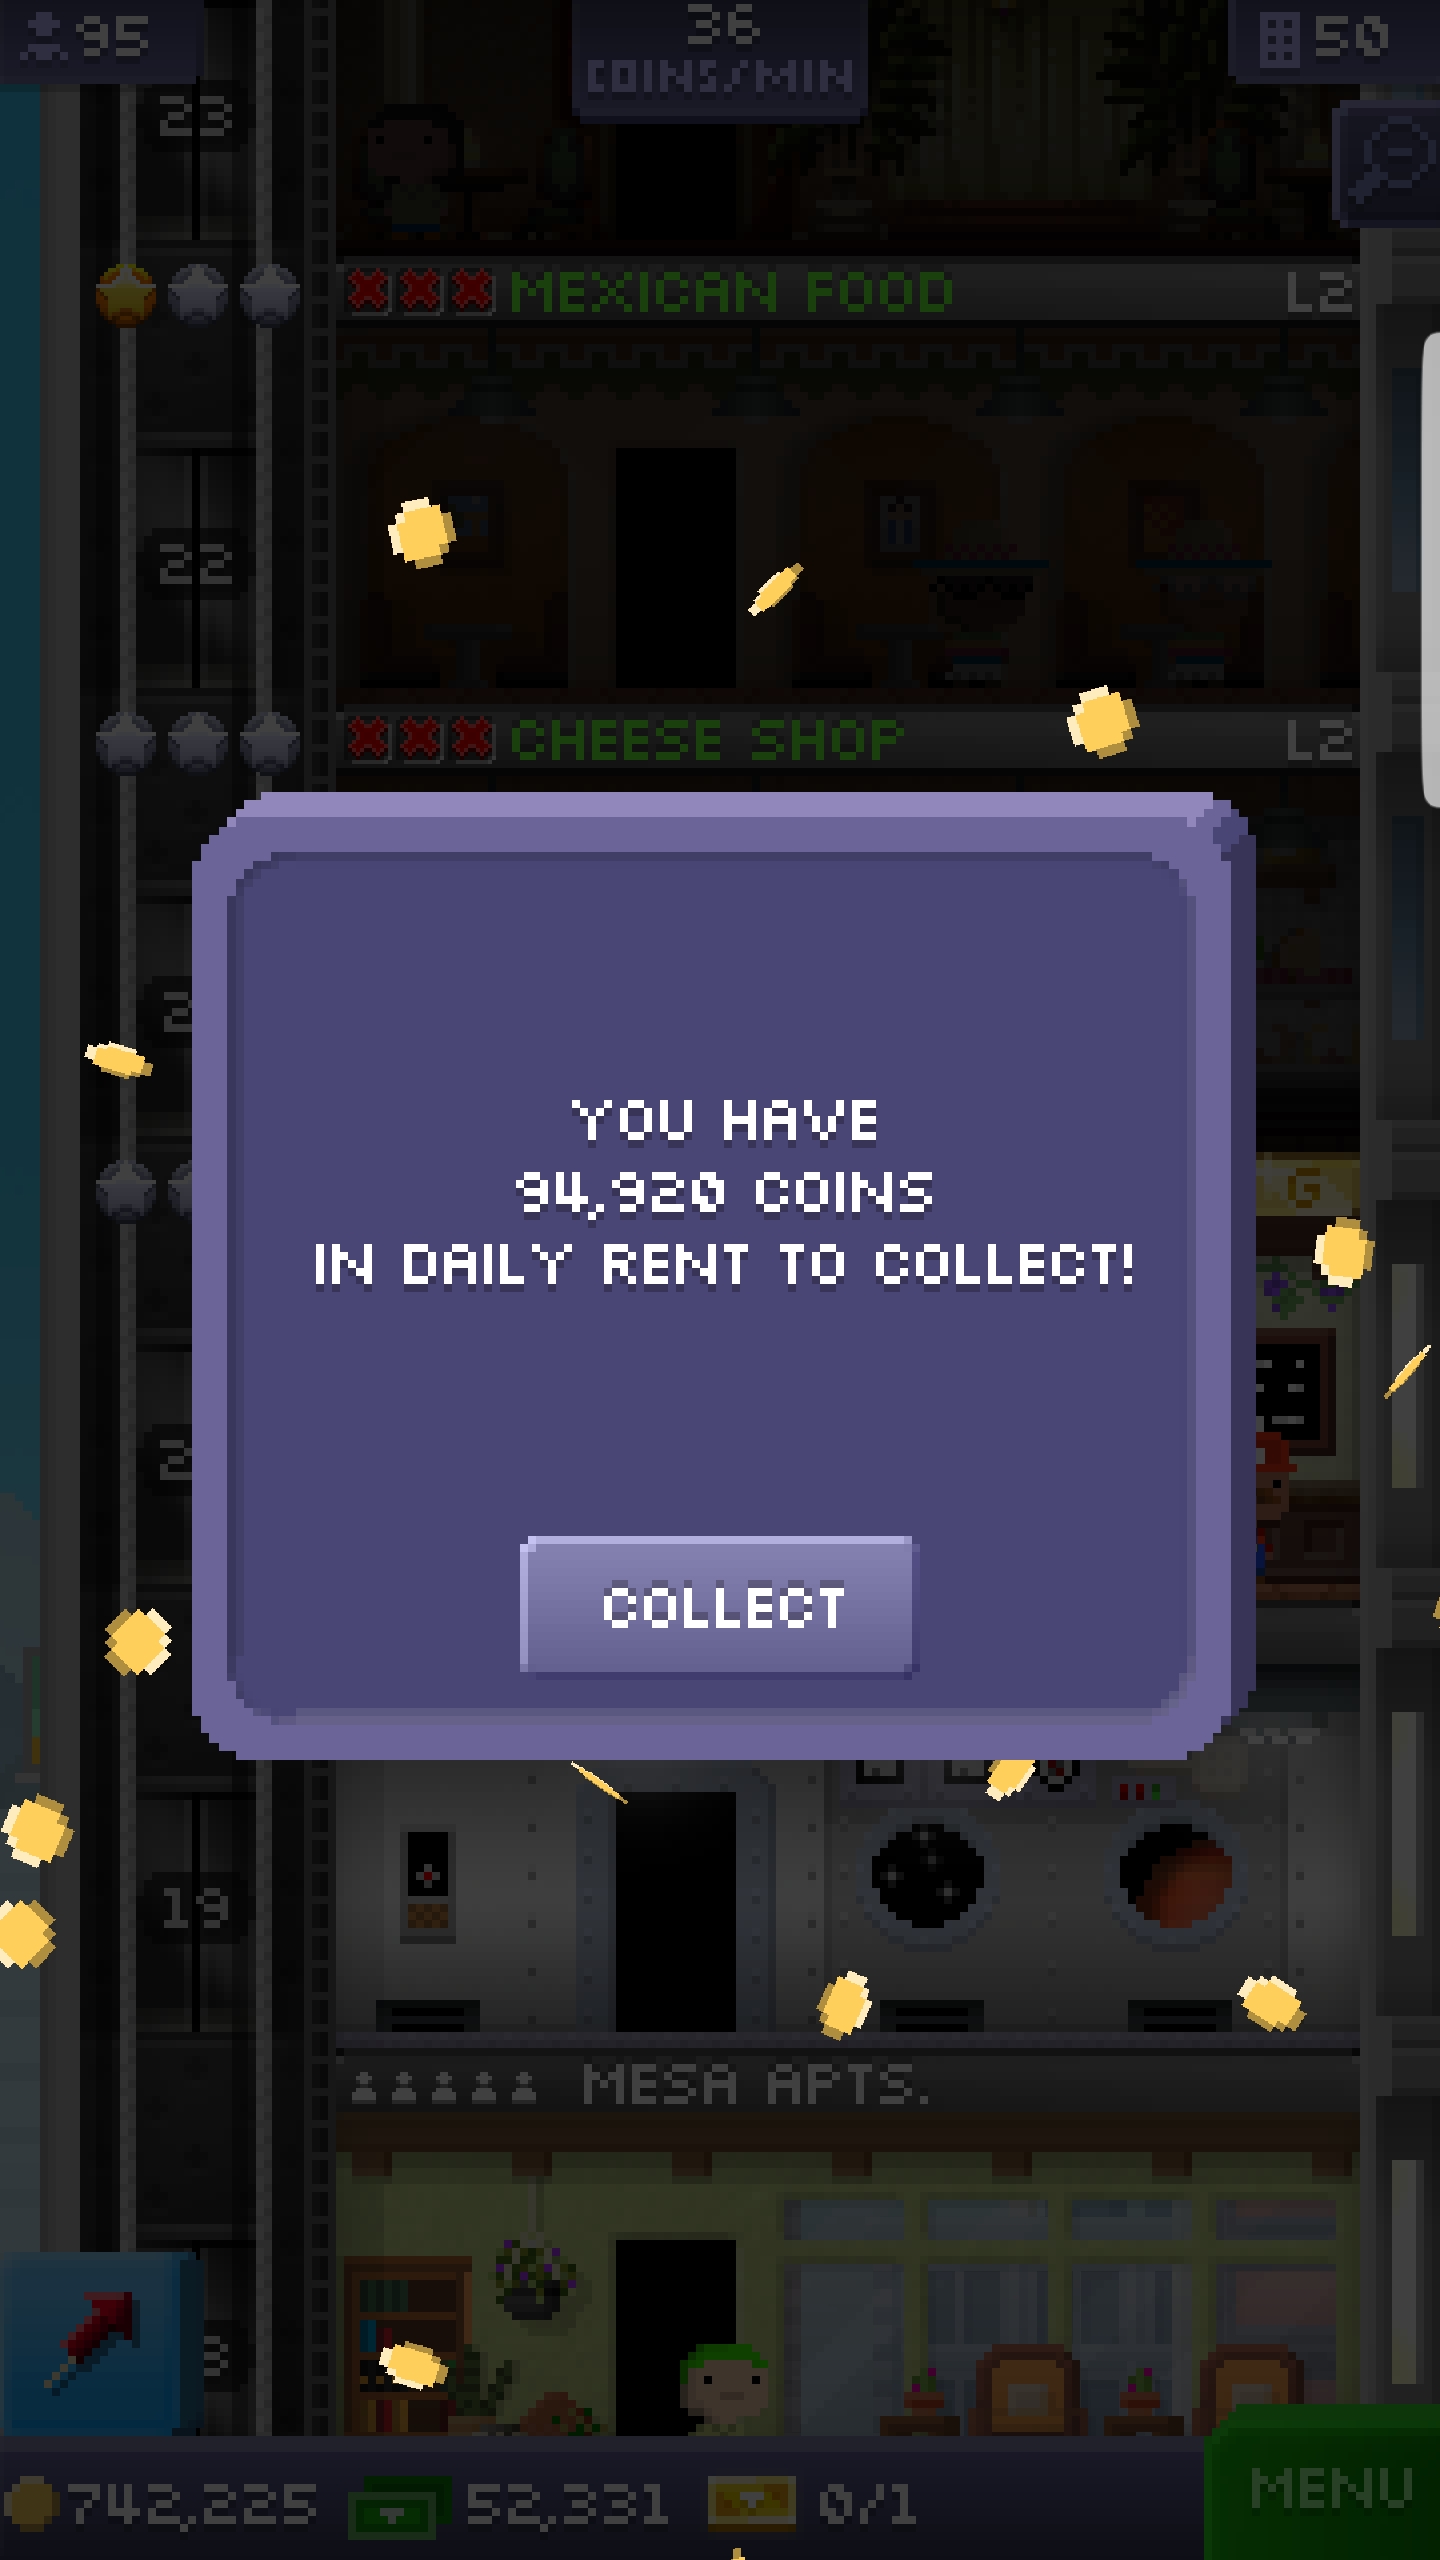 95
36
COINS/MIN
50
23
MEXICAN FOOD
L2
22
CHEESE SHOP
L2
YOU HAVE
94,920 COINS
IN DAILY RENT TO COLLECT!
G
COLLECT
19
MESA APTS.
742,225
52,331
0/1
MENU